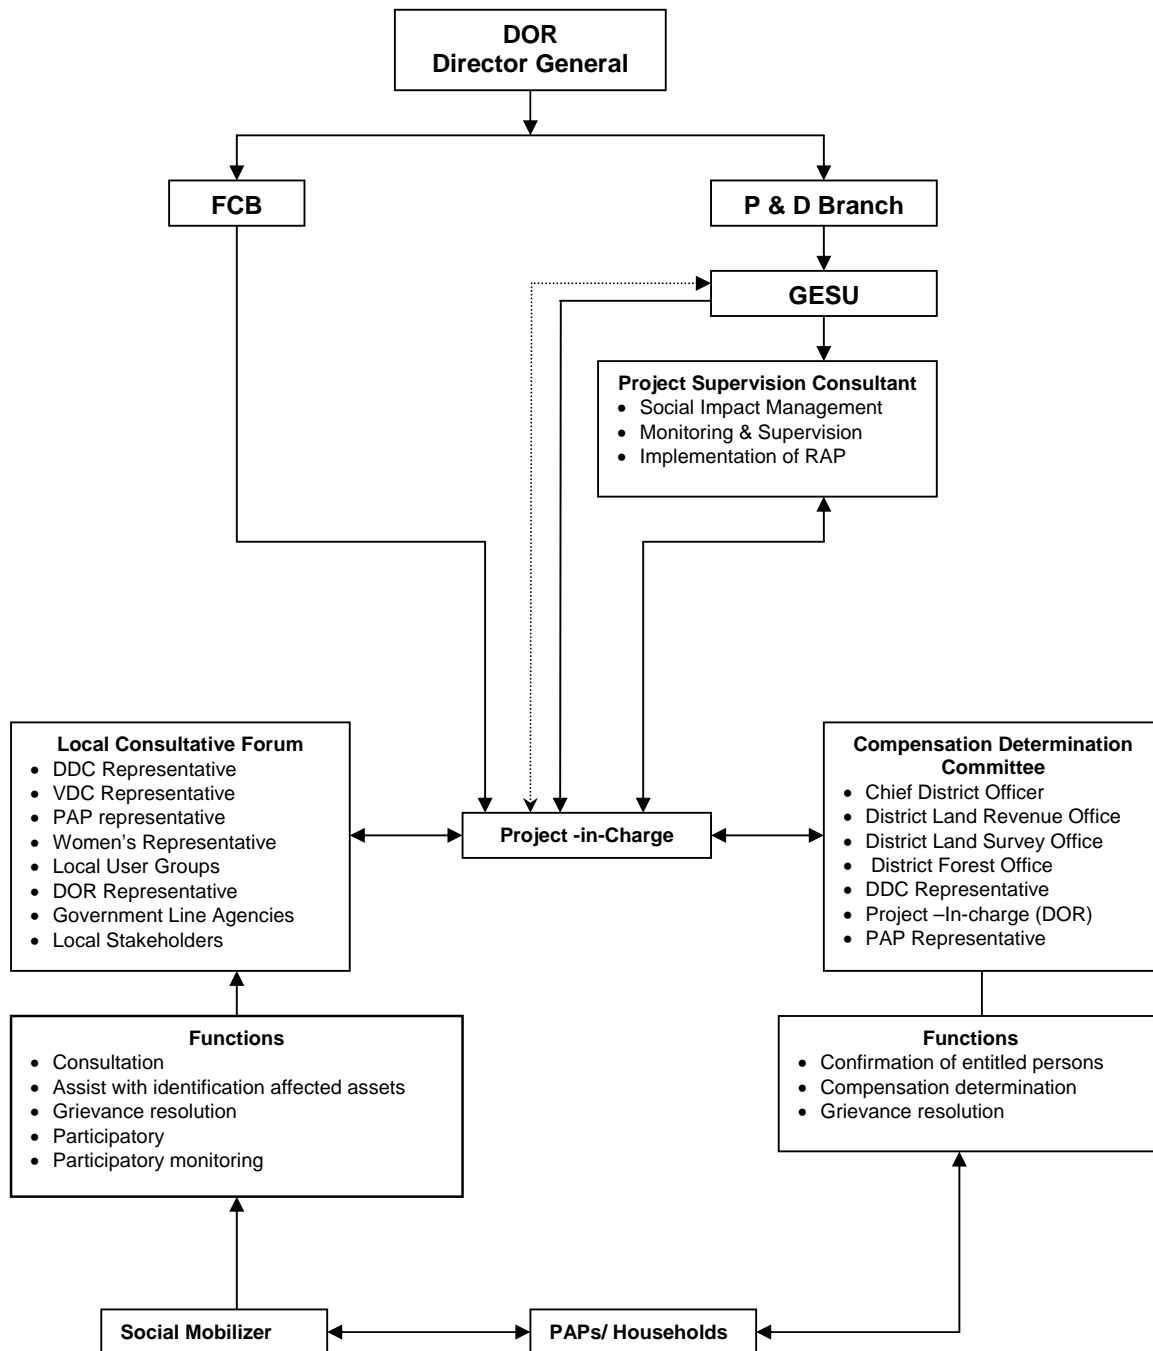 DOR
Director General
FCB
P & D Branch
GESU
Project Supervision Consultant
• Social Impact Management
• Monitoring & Supervision
• Implementation of RAP
Local Consultative Forum
• DDC Representative
• VDC Representative
• PAP representative
• Women's Representative
• Local User Groups
• DOR Representative
• Government Line Agencies
• Local Stakeholders
Project -in-Charge
Compensation Determination
Committee
• Chief District Officer
• District Land Revenue Office
• District Land Survey Office
• District Forest Office
• DDC Representative
• Project –In-charge (DOR)
• PAP Representative
Functions
• Consultation
• Assist with identification affected assets
• Grievance resolution
• Participatory
• Participatory monitoring
Functions
• Confirmation of entitled persons
• Compensation determination
• Grievance resolution
Social Mobilizer
PAPs/ Households